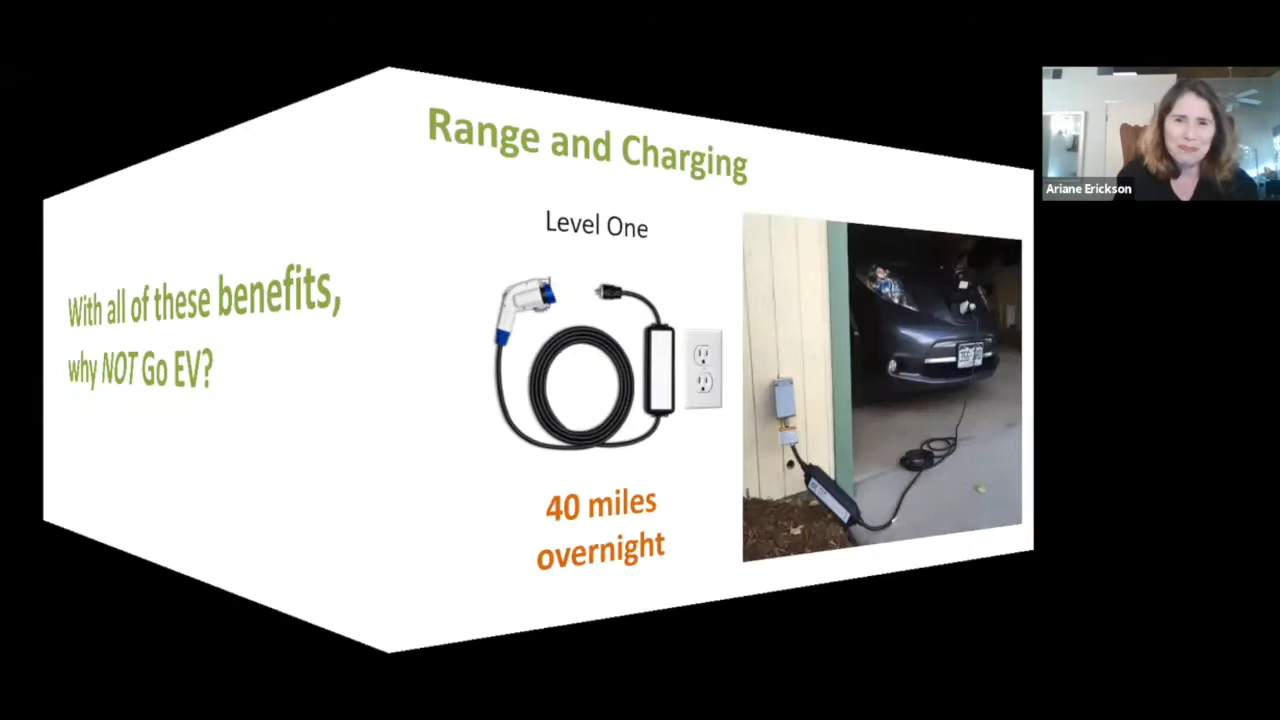 With all of these benefits,
why NOT Go EV?
Range and Charging
Level One
40 miles
overnight
Ariane Erickson